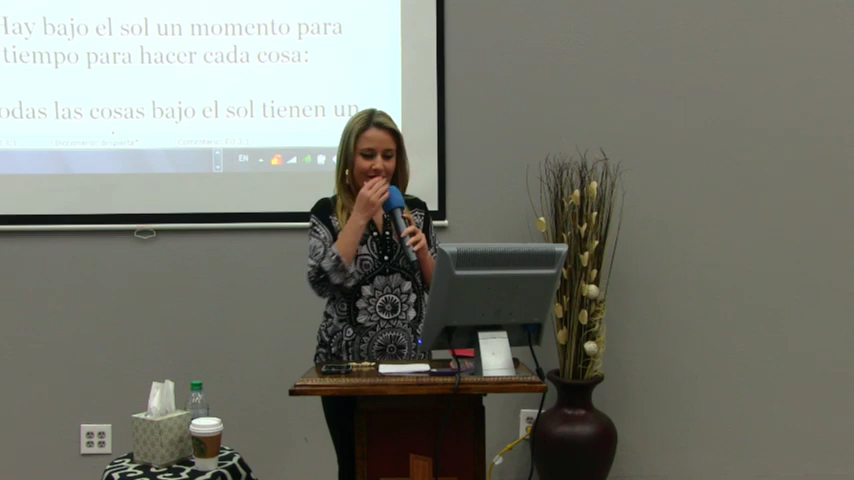 Hay bajo el sol un momento para
tiempo para hacer cada cosa:
odas las cosas bajo el sol tienen un
EN